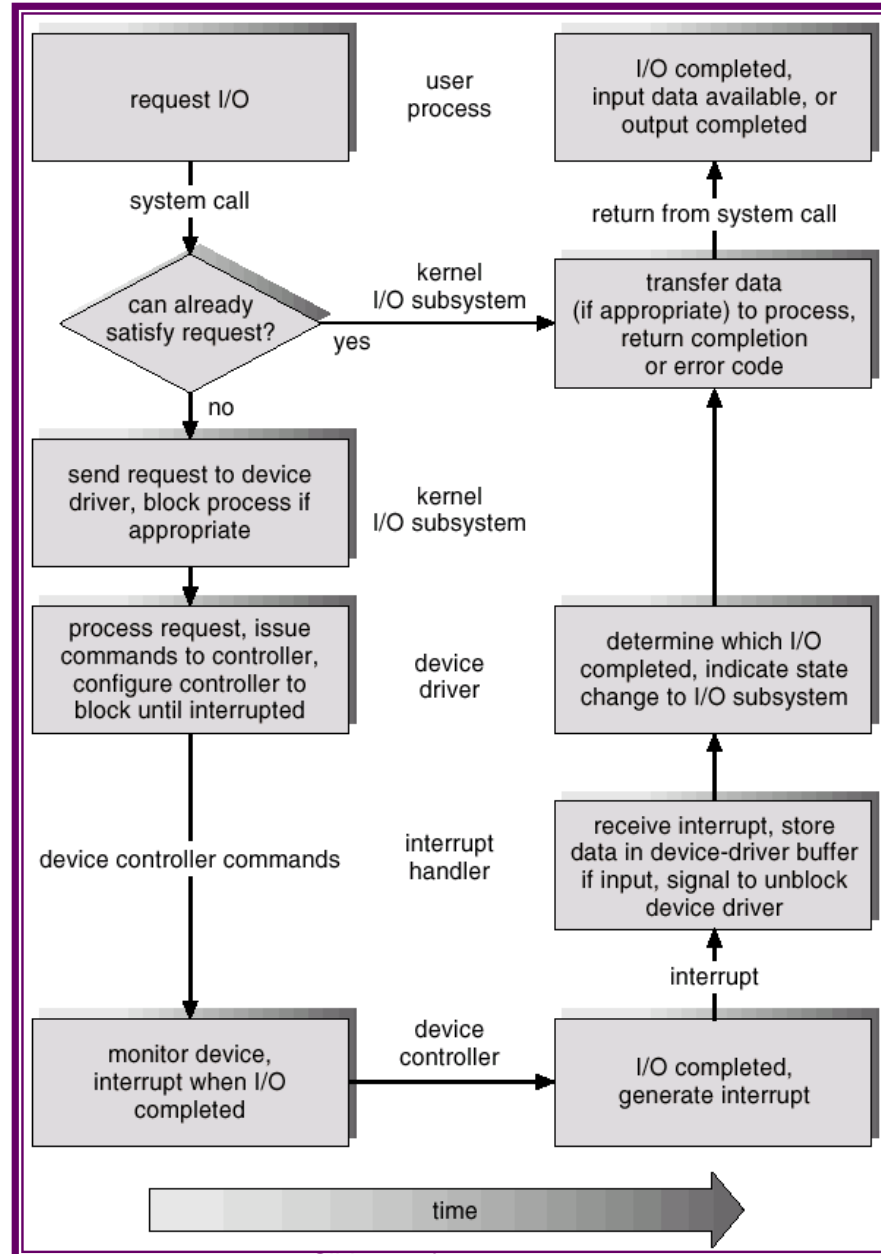 request I/O
user
process
I/O completed,
input data available, or
output completed
system call
return from system call
can already
satisfy request?
kernel
I/O subsystem
yes
transfer data
(if appropriate) to process,
return completion
or error code
no
send request to device
driver, block process if
appropriate
kernel
I/O subsystem
process request, issue
commands to controller,
configure controller to
block until interrupted
device
driver
determine which I/O
completed, indicate state
change to I/O subsystem
device controller commands
interrupt
handler
receive interrupt, store
data in device-driver buffer
if input, signal to unblock
device driver
interrupt
monitor device,
interrupt when I/O
completed
device
controller
I/O completed,
generate interrupt
time